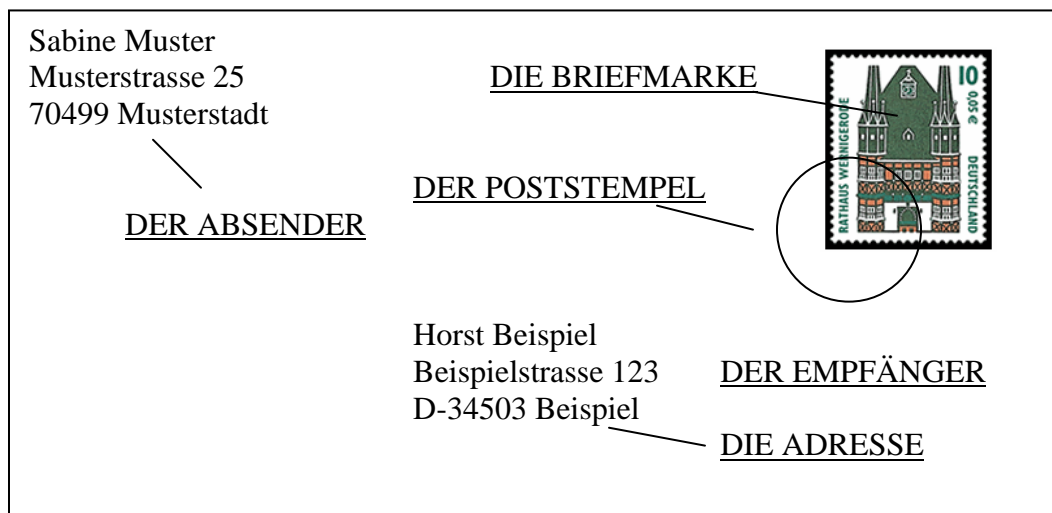 Sabine Muster
Musterstrasse 25
70499 Musterstadt
DIE BRIEFMARKE
10 0,05 €
RATHAUS WERNIGERODE
DEUTSCHLAND
DER POSTSTEMPEL
DER ABSENDER
Horst Beispiel
Beispielstrasse 123
DER EMPFÄNGER
D-34503 Beispiel
DIE ADRESSE